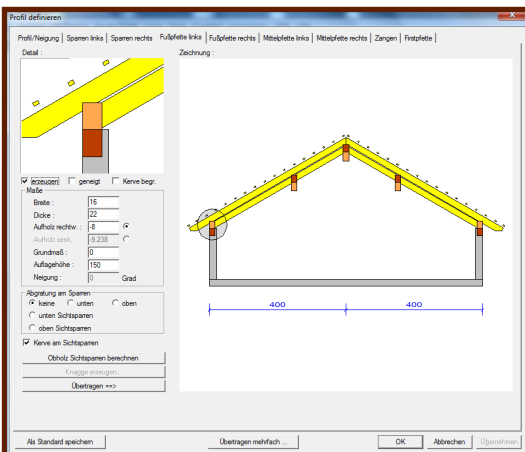 Profil definieren
Profil/Neigung | Sparren links | Sparren rechts | Fußpfette links | Fußpfette rechts | Mittelpfette links | Mittelpfette rechts | Zangen | Firstpfette |
Detail :
Zeichnung :
erzeugen geneigt Kerve begr.
Maße
Breite : 16
Dicke : 22
Aufholz rechtw. : -8
Aufholz senk. : -9.238
Grundmaß : 0
Auflagehöhe : 150
Neigung : 0 Grad
Abgratung am Sparren
keine unten oben
unten Sichtsparren
oben Sichtsparren
Kerve am Sichtsparren
Obholz Sichtsparren berechnen
Knagge erzeugen...
Übertragen ==>
400 400
Als Standard speichern Übertragen mehrfach ... OK Abbrechen Übernehmen